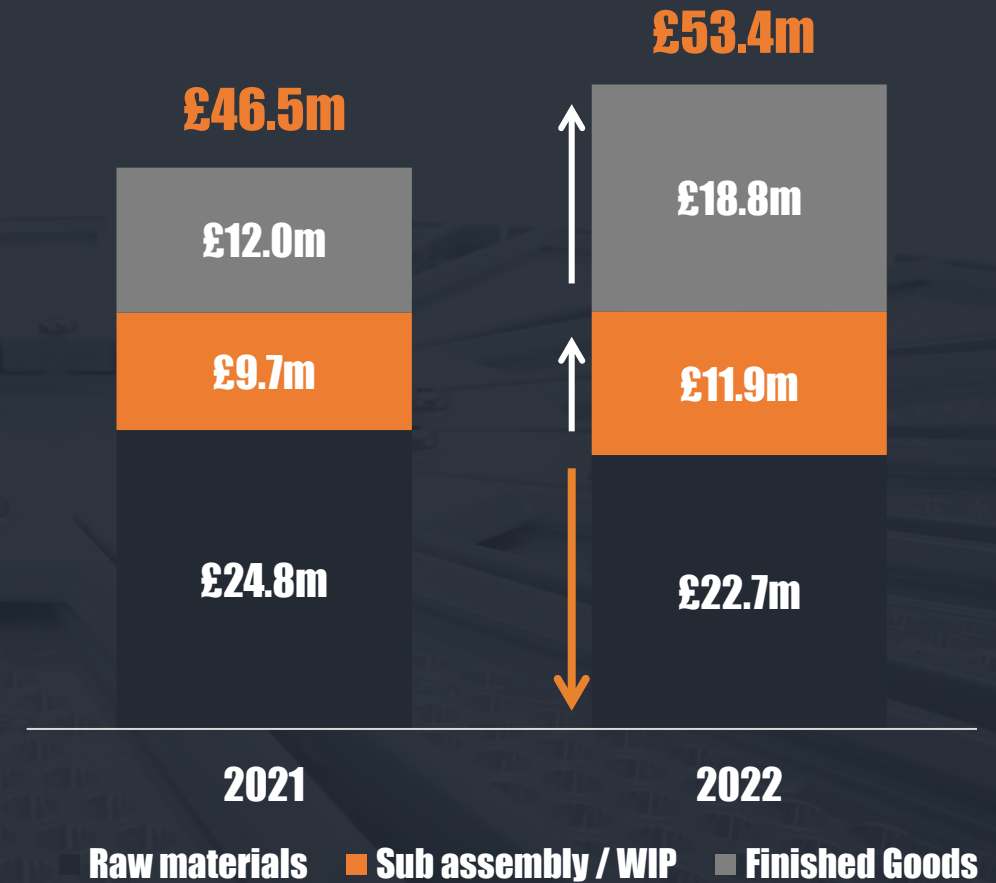 £53.4m
£46.5m
£18.8m
£12.0m
£9.7m
£11.9m
£24.8m
£22.7m
2021 2022
Raw materials Sub assembly / WIP Finished Goods